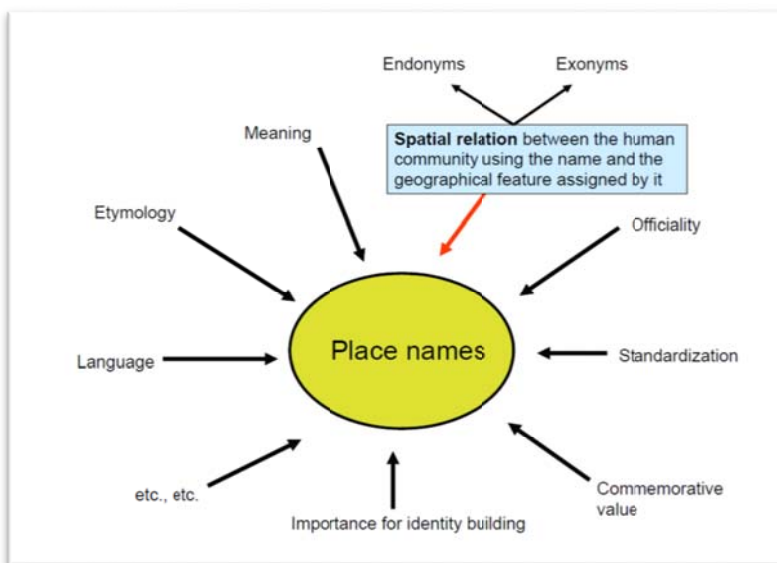 Endonyms
Exonyms
Meaning
Spatial relation between the human
community using the name and the
geographical feature assigned by it
Etymology
Officiality
Place names
Language
Standardization
etc., etc.
Commemorative
value
Importance for identity building